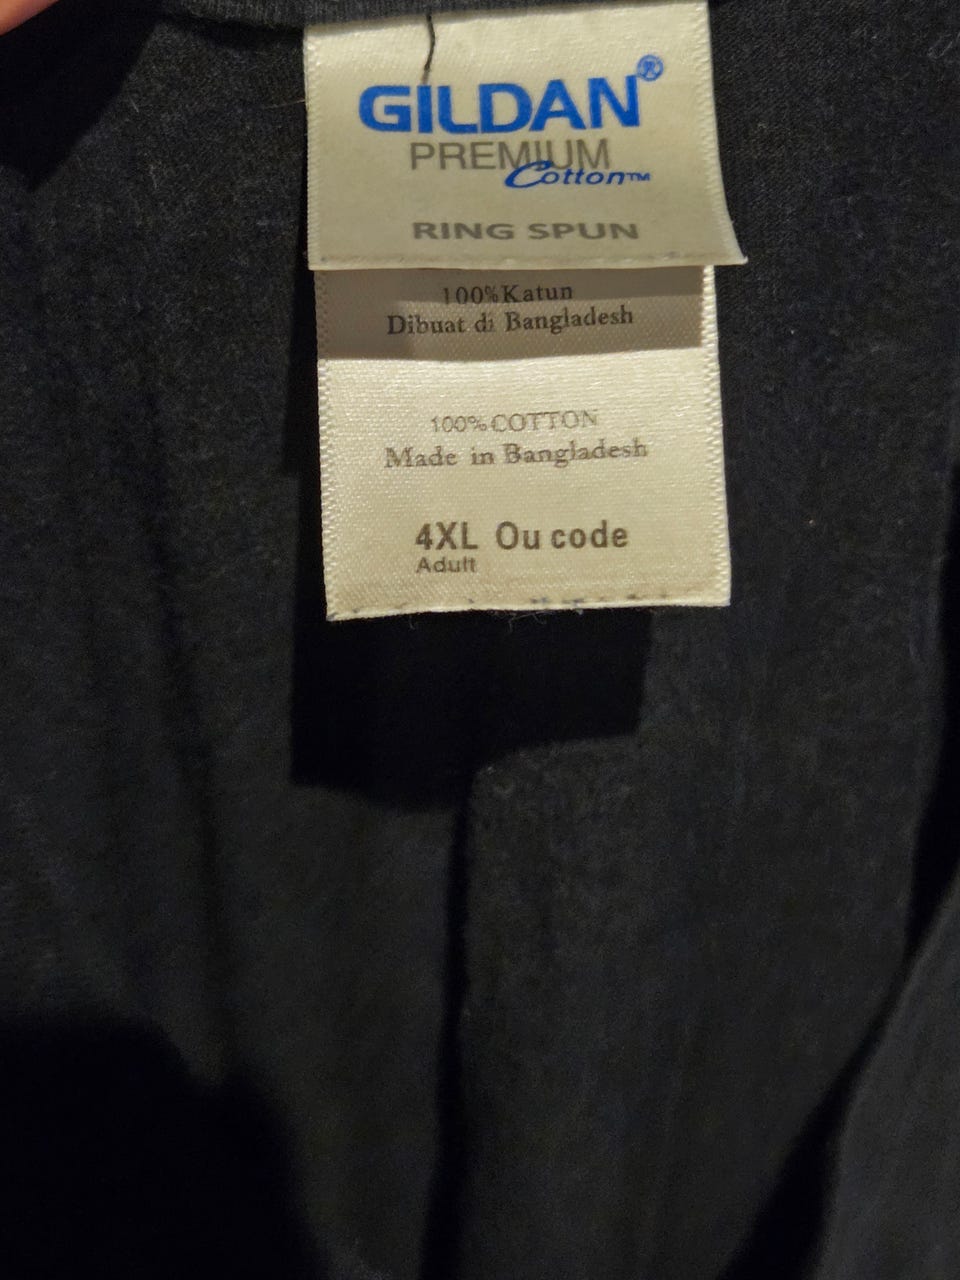 GILDAN®
PREMIUM
Cotton™
RING SPUN
100%Katun
Dibuat di Bangladesh
100%COTTON
Made in Bangladesh
4XL Ou code
Adult